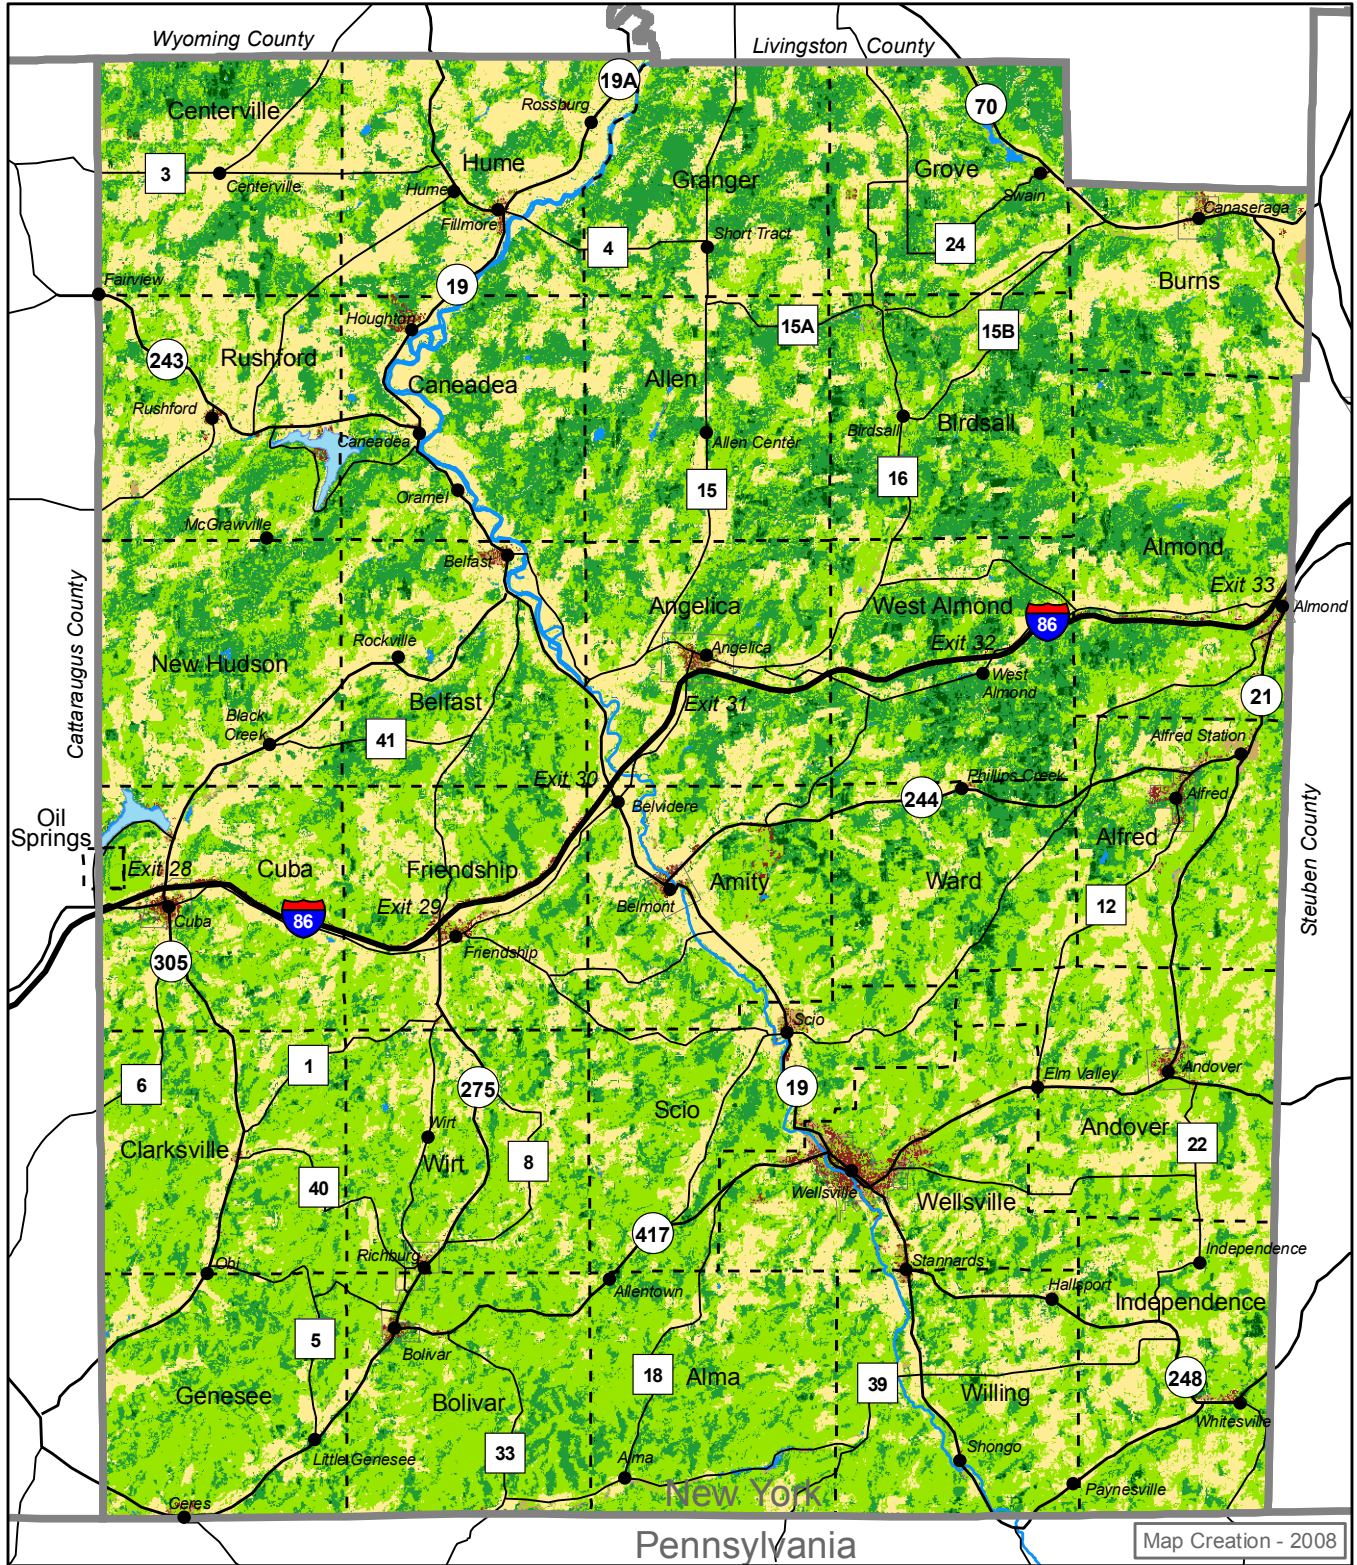 Wyoming County
Livingston County
19A
Rossburg
70
Centerville
Hume
Grove
Granger
3
Centerville
Hume
Swain
Fillmore
Canaseraga
Short Tract
4
24
Fairview
19
Burns
Houghton
15A
15B
243
Rushford
Caneadea
Allen
Rushford
Birdsall
Birdsall
Caneadea
Allen Center
16
15
Oramel
McGrawville
Belfast
Almond
Exit 33
Cattaraugus County
Angelica
West Almond
86
Almond
Rockville
Exit 32
New Hudson
Angelica
West
Almond
Belfast
Exit 31
21
Black
Creek
41
Alfred Station
Exit 30
Phillips Creek
Belvidere
244
Alfred
Oil
Springs
Alfred
Steuben County
Exit 28
Cuba
Friendship
Amity
Ward
Belmont
Exit 29
12
Cuba
86
Friendship
305
Scio
1
6
275
19
Elm Valley
Andover
Scio
Wirt
Andover
Clarksville
Wirt
8
22
40
Wellsville
Wellsville
417
Richburg
Independence
Obi
Stannards
Allentown
Hallsport
Independence
5
Bolivar
18
Alma
39
248
Genesee
Bolivar
Willing
Whitesville
33
Little Genesee
Alma
Shongo
Paynesville
New York
Ceres
Pennsylvania
Map Creation - 2008